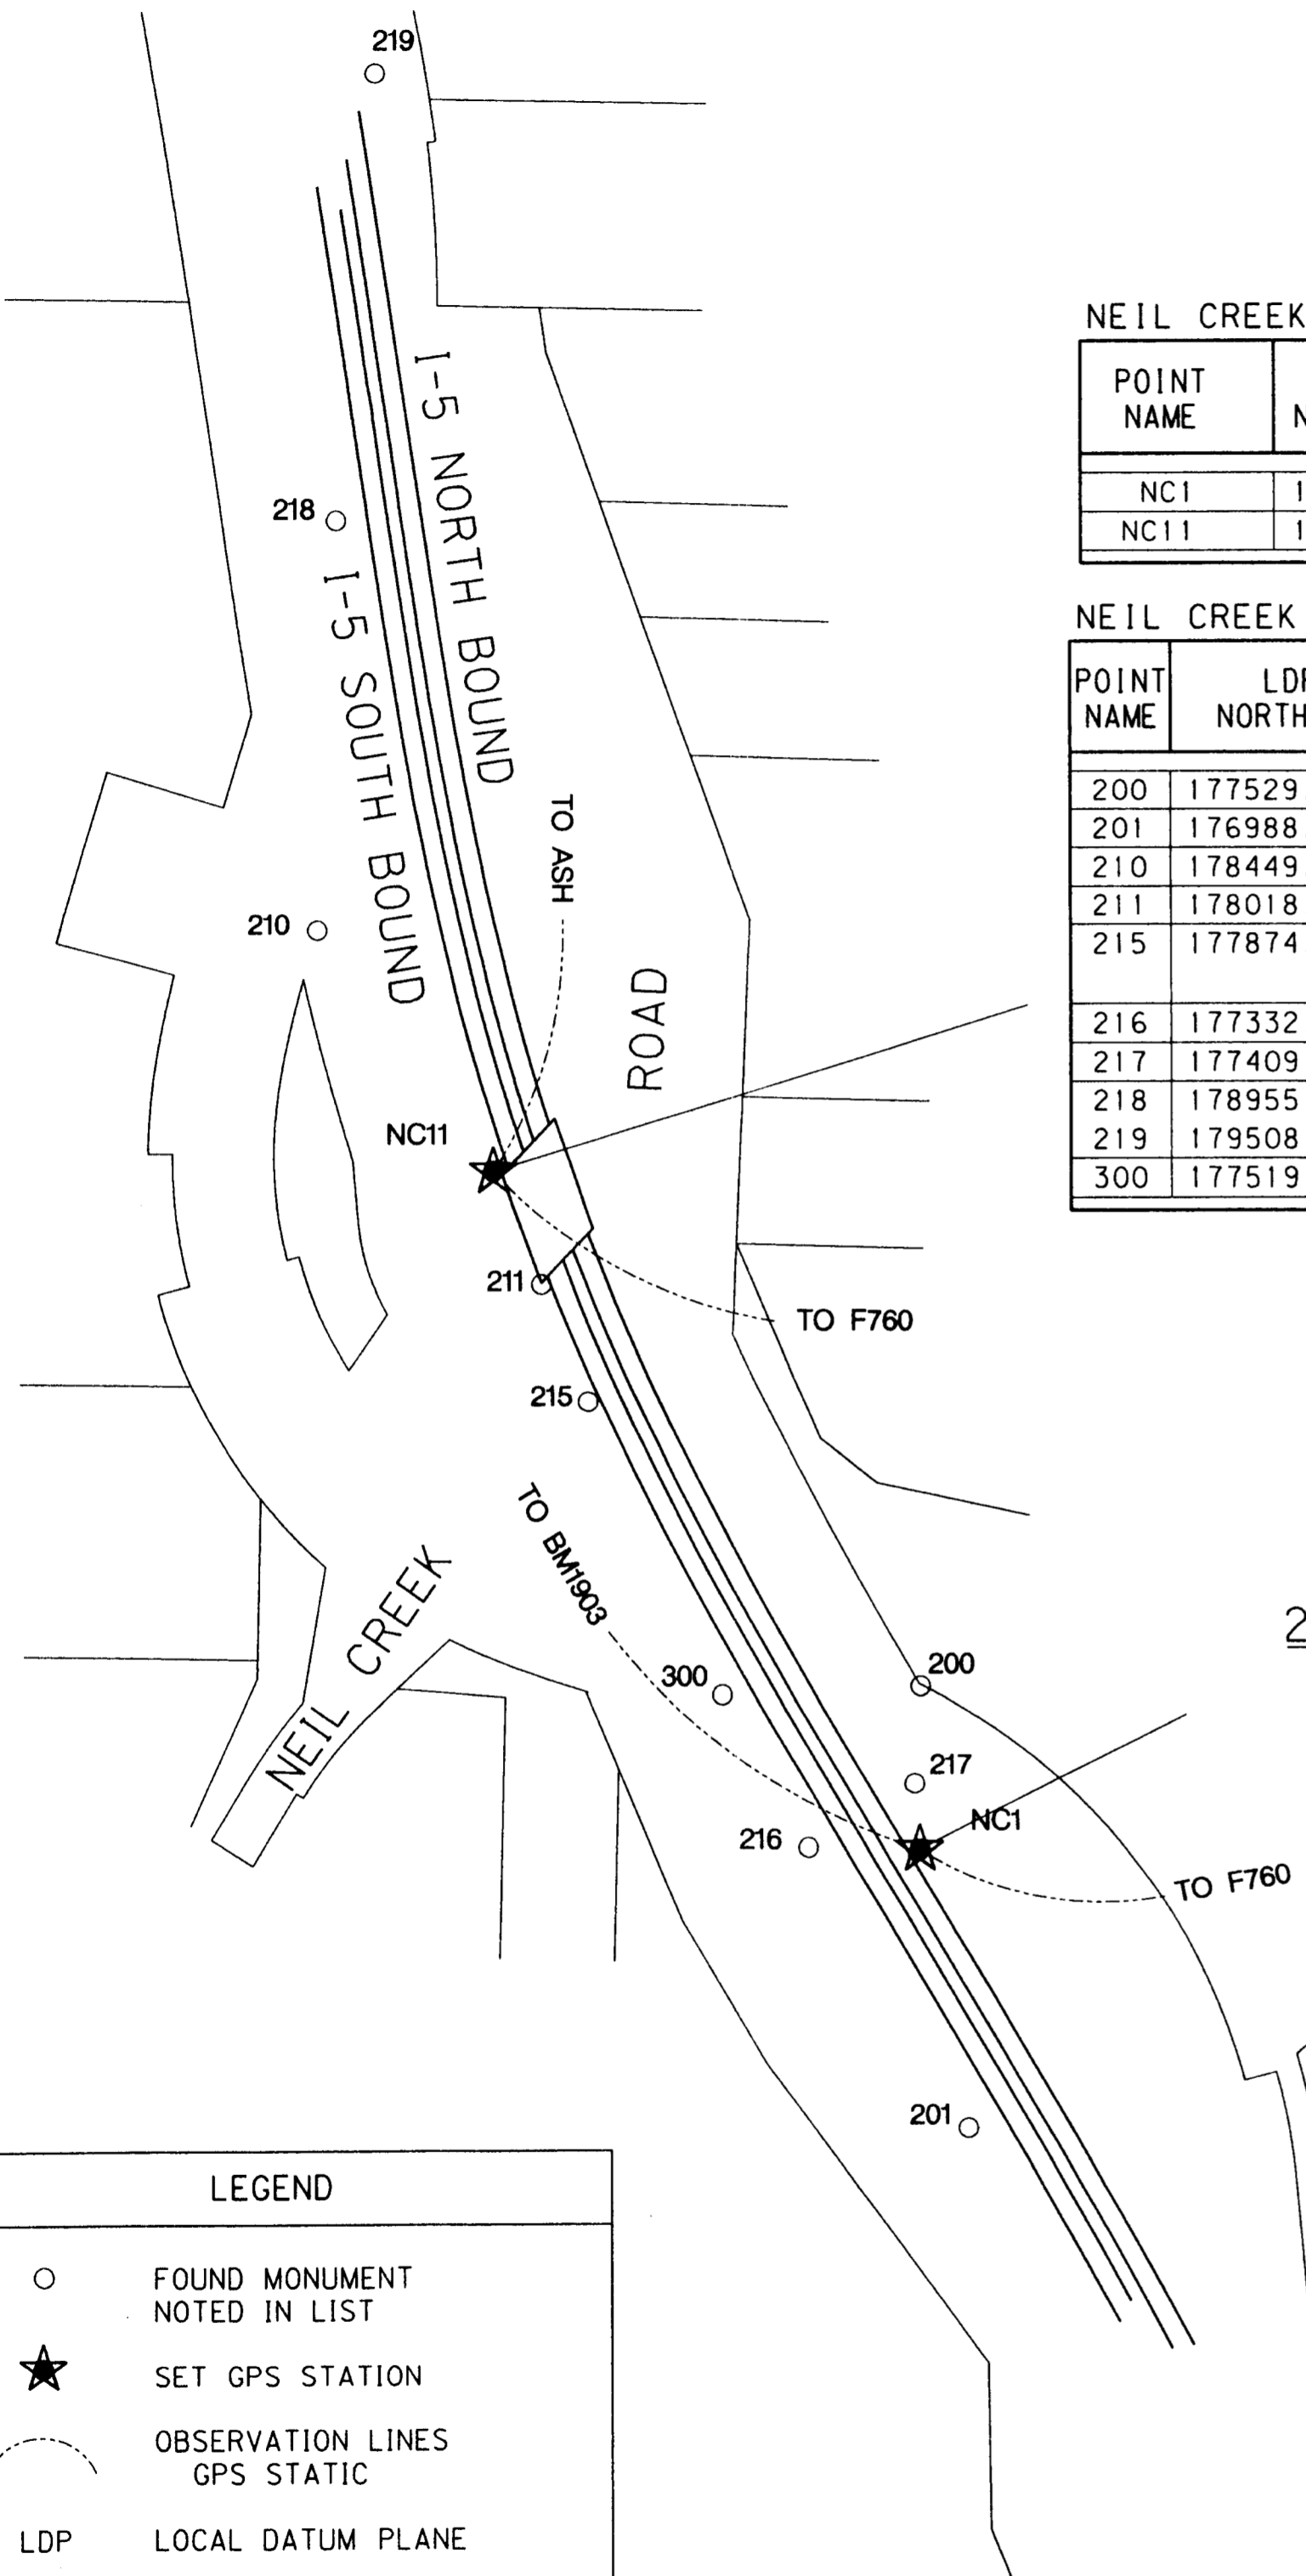 219
NEIL CREEK
POINT
NAME
N
NC1 1
NC11 1
I-5 NORTH BOUND
218
I-5 SOUTH BOUND
NEIL CREEK
POINT
NAME
LDP
NORTH
200 177529
201 176988
210 178449
211 178018
215 177874
216 177332
217 177409
218 178955
219 179508
300 177519
TO ASH
210
ROAD
NC11
211
TO F760
215
TO BM1903
NEIL CREEK
2
300
200
217
NC1
216
TO F760
201
LEGEND
FOUND MONUMENT
NOTED IN LIST
SET GPS STATION
OBSERVATION LINES
GPS STATIC
LDP LOCAL DATUM PLANE